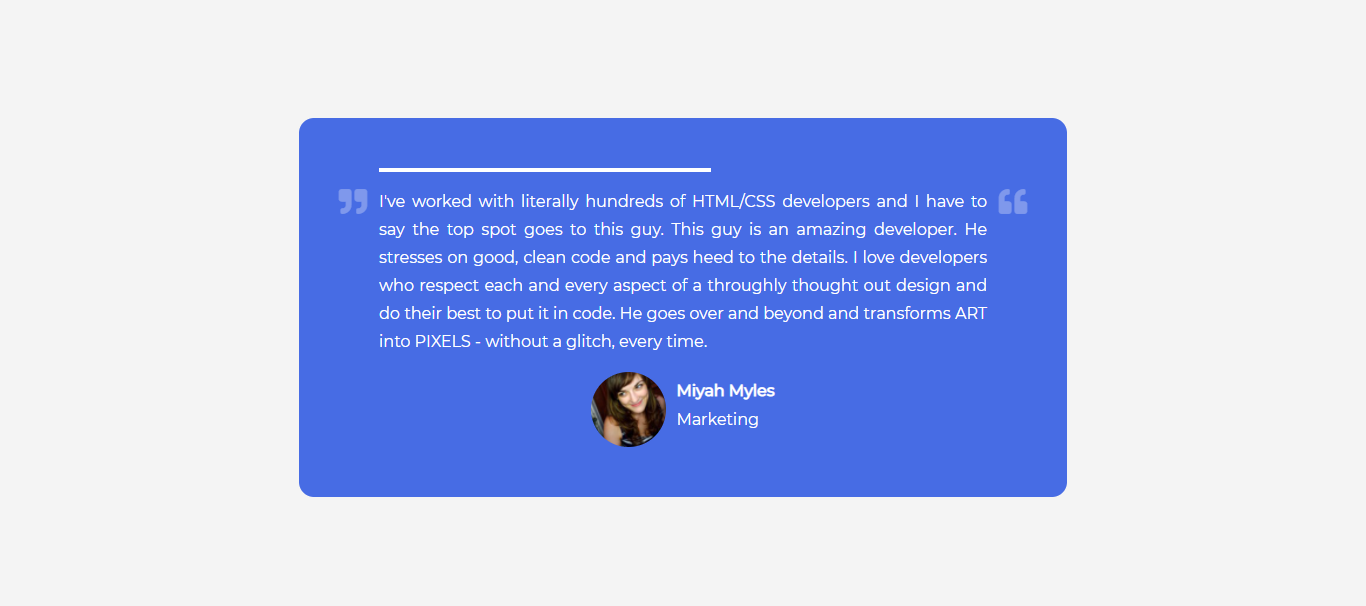 I've worked with literally hundreds of HTML/CSS developers and I have to
say the top spot goes to this guy. This guy is an amazing developer. He
stresses on good, clean code and pays heed to the details. I love developers
who respect each and every aspect of a throughly thought out design and
do their best to put it in code. He goes over and beyond and transforms ART
into PIXELS - without a glitch, every time.
Miyah Myles
Marketing